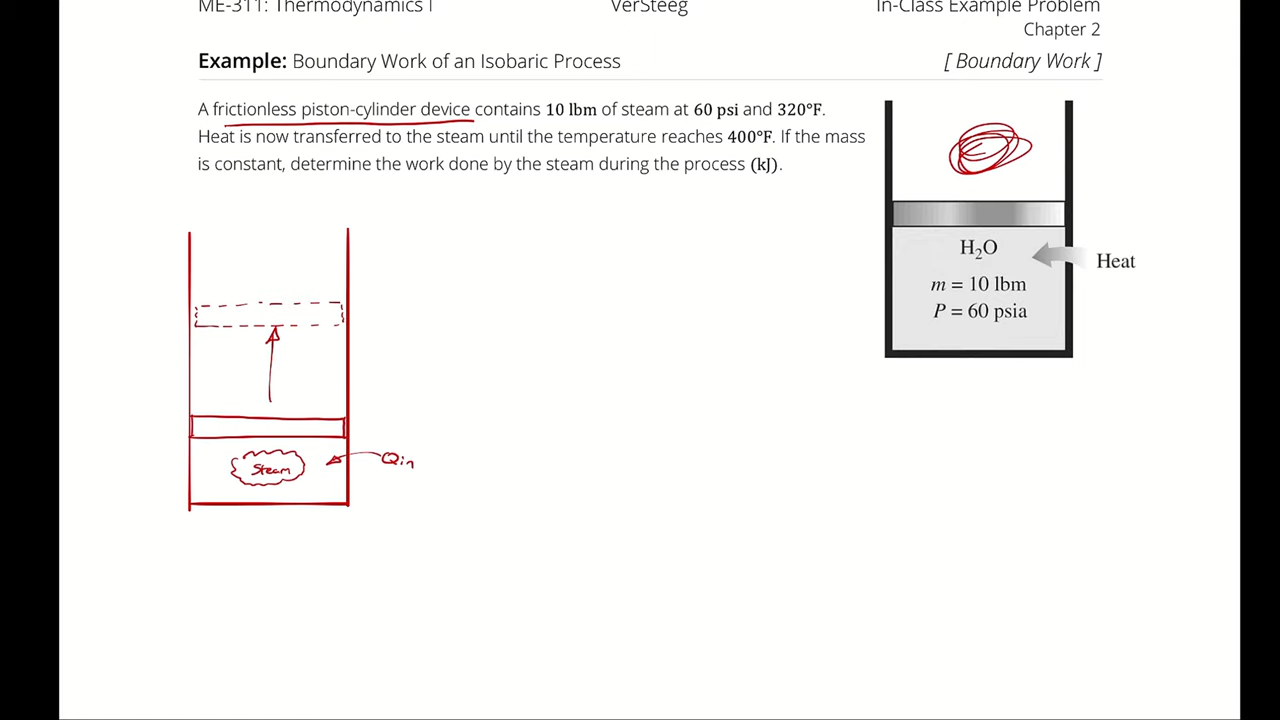 ME-311: Thermodynamics I VerSteeg In-Class Example Problem
Chapter 2
Example: Boundary Work of an Isobaric Process [ Boundary Work ]
A frictionless piston-cylinder device contains 10 lbm of steam at 60 psi and 320°F.
Heat is now transferred to the steam until the temperature reaches 400°F. If the mass
is constant, determine the work done by the steam during the process (kJ).
H₂O
Heat
m = 10 lbm
P = 60 psia
Steam
Qin